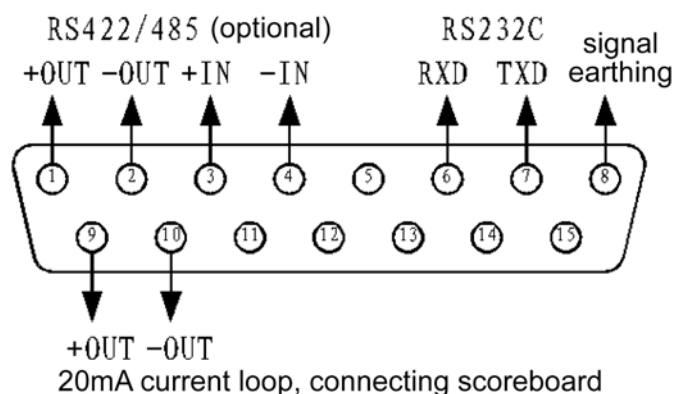 RS422/485 (optional) RS232C signal
+OUT -OUT +IN -IN RXD TXD earthing
1 2 3 4 5 6 7 8
9 10 11 12 13 14 15
+OUT -OUT
20mA current loop, connecting scoreboard